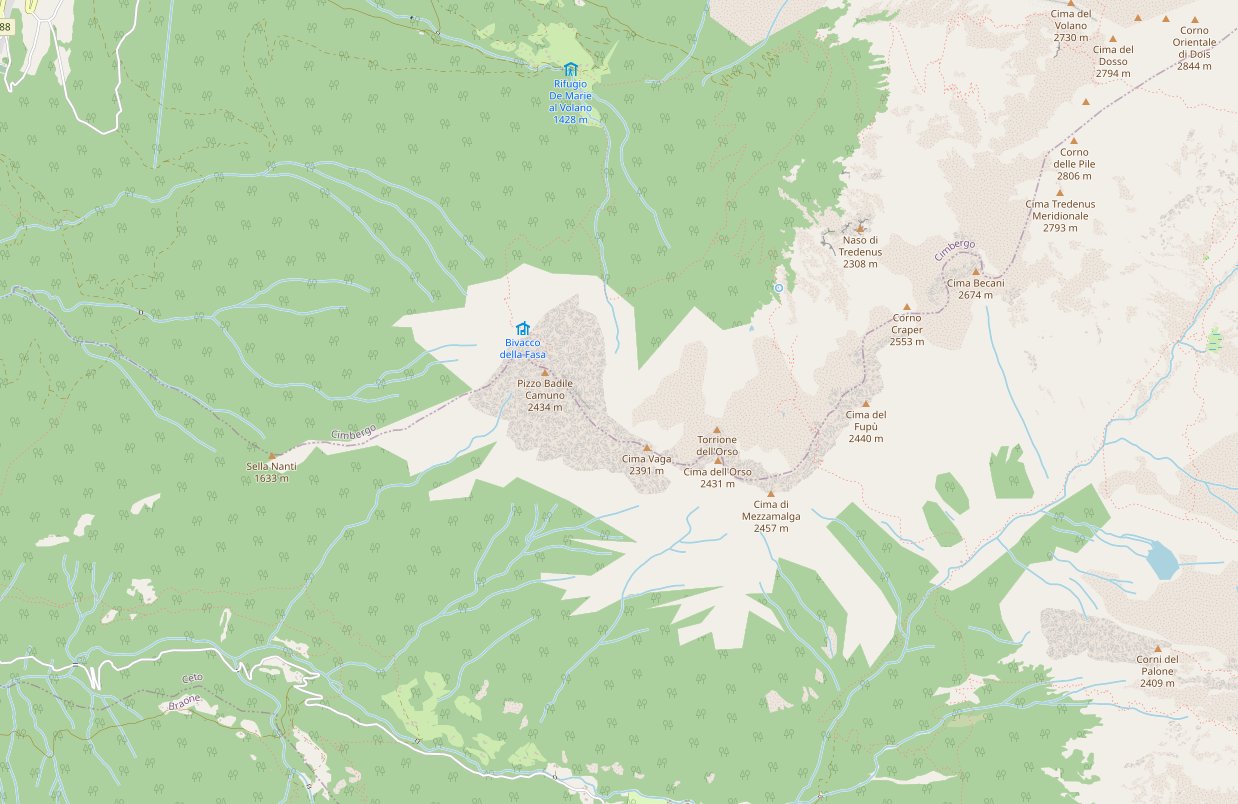 88
Cima del
Volano
2730 m
Corno
Orientale
di Dois
2844 m
Cima del
Dosso
2794 m
Rifugio
De Marie
al Volano
1428 m
Corno
delle Pile
2806 m
Cima Tredenus
Meridionale
2793 m
Naso di
Tredenus
2308 m
Cimbergo
Cima Becani
2674 m
Corno
Craper
2553 m
Bivacco
della Fasa
Pizzo Badile
Camuno
2434 m
Cima del
Fupù
2440 m
Cimbergo
Torrione
dell'Orso
Cima Vaga
2391 m
Cima dell'Orso
2431 m
Sella Nanti
1633 m
Cima di
Mezzamalga
2457 m
Corni del
Palone
2409 m
Ceto
Braone